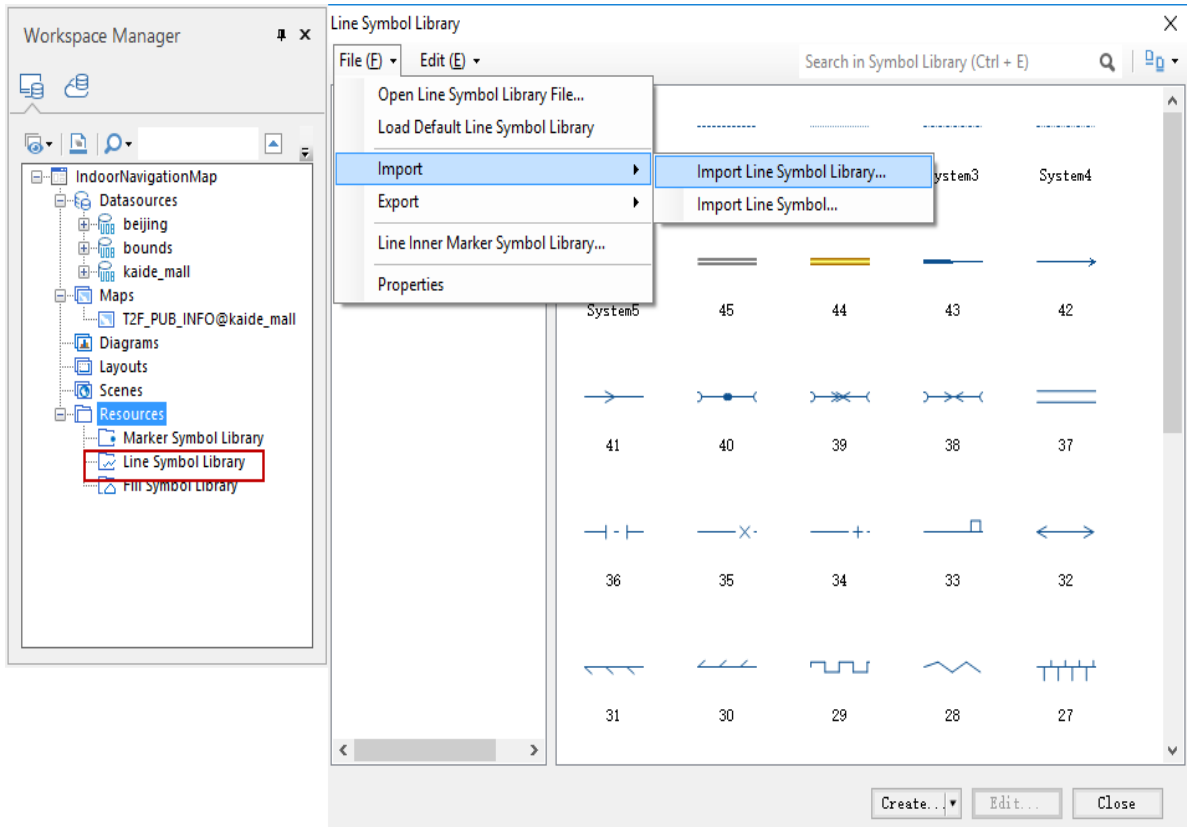 Workspace Manager
IndoorNavigationMap
Datasources
beijing
bounds
kaide_mall
Maps
T2F_PUB_INFO@kaide_mall
Diagrams
Layouts
Scenes
Resources
Marker Symbol Library
Line Symbol Library
Fill Symbol Library
Line Symbol Library
File (F) Edit (E) Search in Symbol Library (Ctrl + E)
Open Line Symbol Library File...
Load Default Line Symbol Library
Import
Export
Line Inner Marker Symbol Library...
Properties
Import Line Symbol Library...
Import Line Symbol...
ystem3 System4
System5 45 44 43 42
41 40 39 38 37
36 35 34 33 32
31 30 29 28 27
Create... Edit... Close